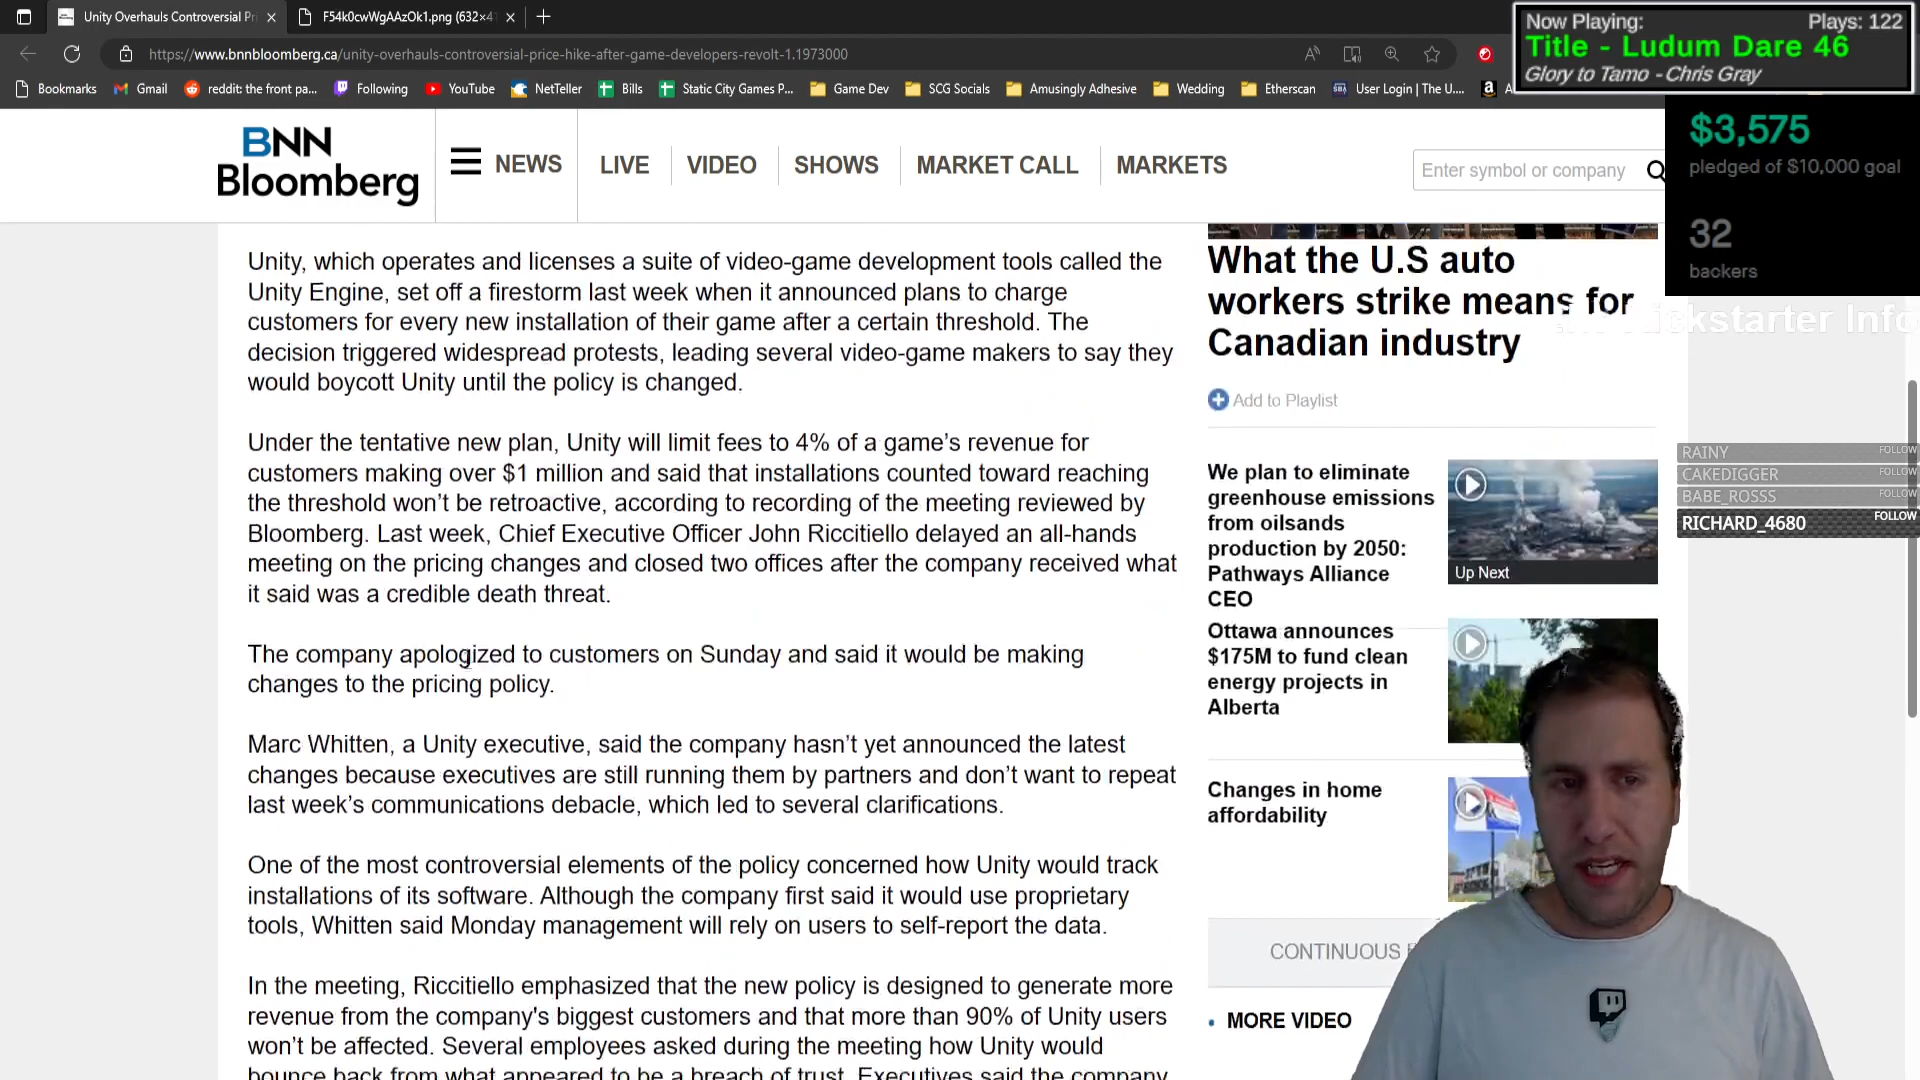 Unity Overhauls Controversial Pr
F54k0cwWgAAzOk1.png (632×4
https://www.bnnbloomberg.ca/unity-overhauls-controversial-price-hike-after-game-developers-revolt-1.1973000
Bookmarks
Gmail
reddit: the front pa...
Following
YouTube
NetTeller
Bills
Static City Games P...
Game Dev
SCG Socials
Amusingly Adhesive
Wedding
Etherscan
User Login | The U....
Now Playing: Plays: 122
Title - Ludum Dare 46
Glory to Tamo - Chris Gray
$3,575
pledged of $10,000 goal
32
backers
BNN
Bloomberg
NEWS
LIVE
VIDEO
SHOWS
MARKET CALL
MARKETS
Enter symbol or company
Unity, which operates and licenses a suite of video-game development tools called the
Unity Engine, set off a firestorm last week when it announced plans to charge
customers for every new installation of their game after a certain threshold. The
decision triggered widespread protests, leading several video-game makers to say they
would boycott Unity until the policy is changed.
Under the tentative new plan, Unity will limit fees to 4% of a game's revenue for
customers making over $1 million and said that installations counted toward reaching
the threshold won't be retroactive, according to recording of the meeting reviewed by
Bloomberg. Last week, Chief Executive Officer John Riccitiello delayed an all-hands
meeting on the pricing changes and closed two offices after the company received what
it said was a credible death threat.
The company apologized to customers on Sunday and said it would be making
changes to the pricing policy.
Marc Whitten, a Unity executive, said the company hasn't yet announced the latest
changes because executives are still running them by partners and don't want to repeat
last week's communications debacle, which led to several clarifications.
One of the most controversial elements of the policy concerned how Unity would track
installations of its software. Although the company first said it would use proprietary
tools, Whitten said Monday management will rely on users to self-report the data.
In the meeting, Riccitiello emphasized that the new policy is designed to generate more
revenue from the company's biggest customers and that more than 90% of Unity users
won't be affected. Several employees asked during the meeting how Unity would
bounce back from what appeared to be a breach of trust. Executives said the company
What the U.S auto
workers strike means for
Canadian industry
Add to Playlist
We plan to eliminate
greenhouse emissions
from oilsands
production by 2050:
Pathways Alliance
CEO
Up Next
Ottawa announces
$175M to fund clean
energy projects in
Alberta
Changes in home
affordability
CONTINUOUS
MORE VIDEO
Kickstarter Info
RAINY FOLLOW
CAKEDIGGER FOLLOW
BABE_ROSSS FOLLOW
RICHARD_4680 FOLLOW